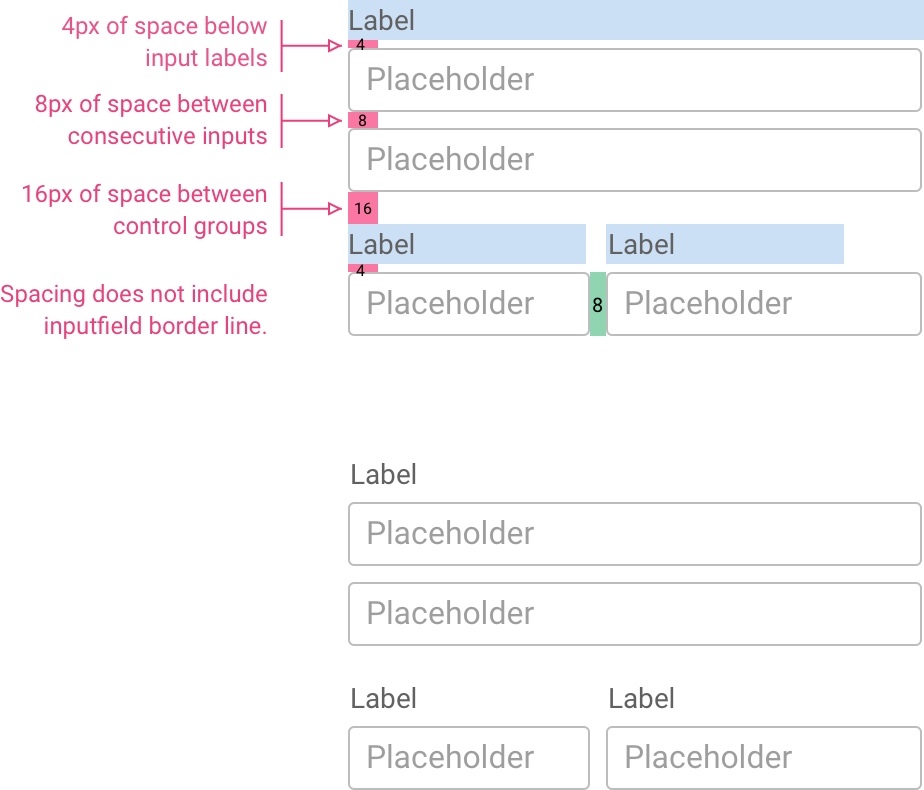 4px of space below
input labels
8px of space between
consecutive inputs
16px of space between
control groups
Spacing does not include
inputfield border line.
Label
4
Placeholder
8
Placeholder
16
Label Label
4
Placeholder 8 Placeholder
Label
Placeholder
Placeholder
Label Label
Placeholder Placeholder